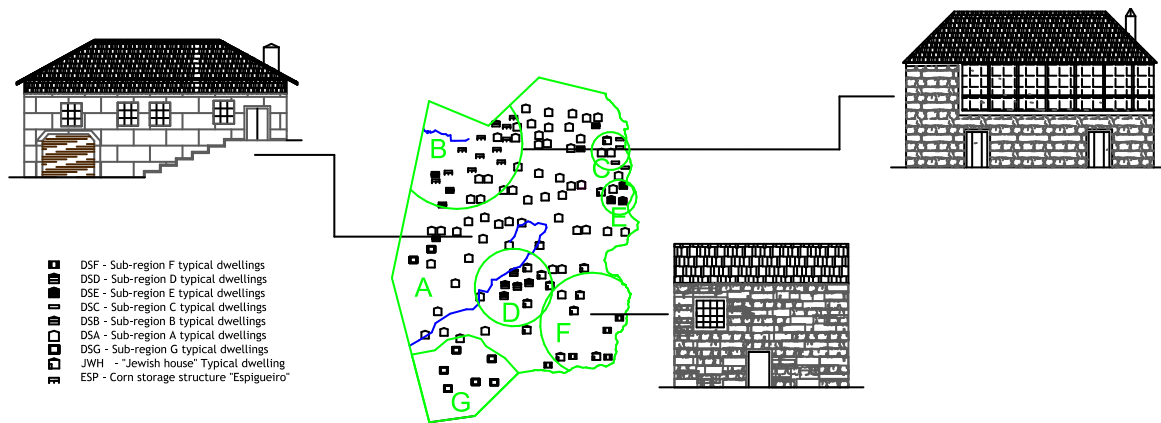 B
C
E
A
D
F
G
DSF - Sub-region F typical dwellings
DSD - Sub-region D typical dwellings
DSE - Sub-region E typical dwellings
DSC - Sub-region C typical dwellings
DSB - Sub-region B typical dwellings
DSA - Sub-region A typical dwellings
DSG - Sub-region G typical dwellings
JWH - "Jewish house" Typical dwelling
ESP - Corn storage structure "Espigueiro"